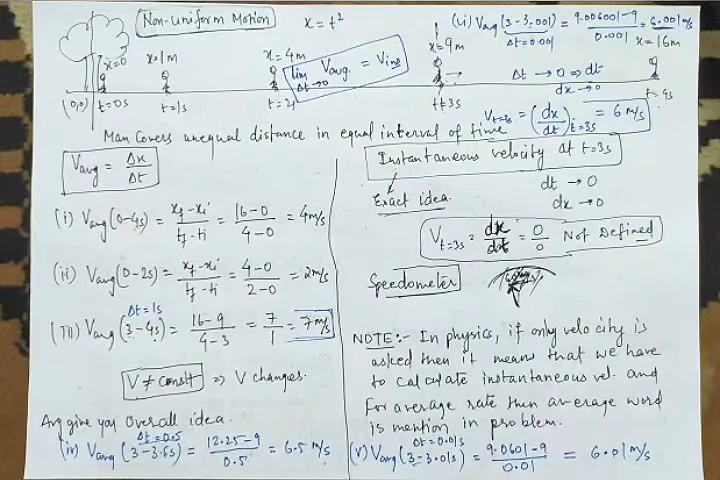 Non-uniform Motion x = t²
x=0 x=1m x=4m x=9m x=16m
(0,0) t=0s t=1s t=2s t=3s t=4s
lim Δt→0 Vavg. = Vins
(vi) Vavg (3-3.001) = 9.006001-9 / 0.001 = 6.001 m/s
Δt=0.001
Δt → 0 ⇒ dt
dx → 0
Vt=3s = (dx/dt)t=3s = 6 m/s
Man covers unequal distance in equal interval of time
Vavg = Δx/Δt
(i) Vavg (0-4s) = xf-xi / tf-ti = 16-0 / 4-0 = 4m/s
(ii) Vavg (0-2s) = xf-xi / tf-ti = 4-0 / 2-0 = 2m/s
Δt=1s
(iii) Vavg (3-4s) = 16-9 / 4-3 = 7/1 = 7m/s
V ≠ constt ⇒ V changes.
Avg give you overall idea.
Δt=0.5
(iv) Vavg (3-3.5s) = 12.25-9 / 0.5 = 6.5 m/s
Instantaneous velocity at t=3s
Exact idea.
dt → 0
dx → 0
Vt=3s = dx/dt = 0/0 Not Defined
Speedometer
NOTE:- In physics, if only velocity is
asked then it means that we have
to calculate instantaneous vel. and
For average rate then average word
is mention in problem.
Δt = 0.01s
(v) Vavg (3-3.01s) = 9.0601-9 / 0.01 = 6.01 m/s